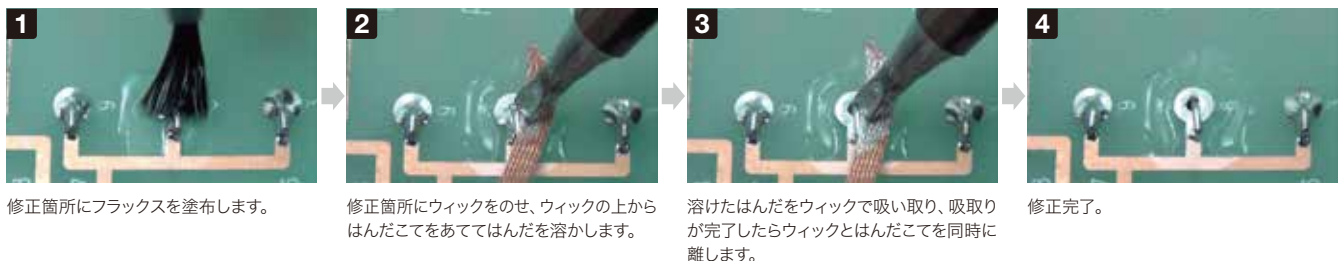 1
2
3
4
修正箇所にフラックスを塗布します。
修正箇所にウィックをのせ、ウィックの上から
はんだこてをあててはんだを溶かします。
溶けたはんだをウィックで吸い取り、吸取り
が完了したらウィックとはんだこてを同時に
離します。
修正完了。